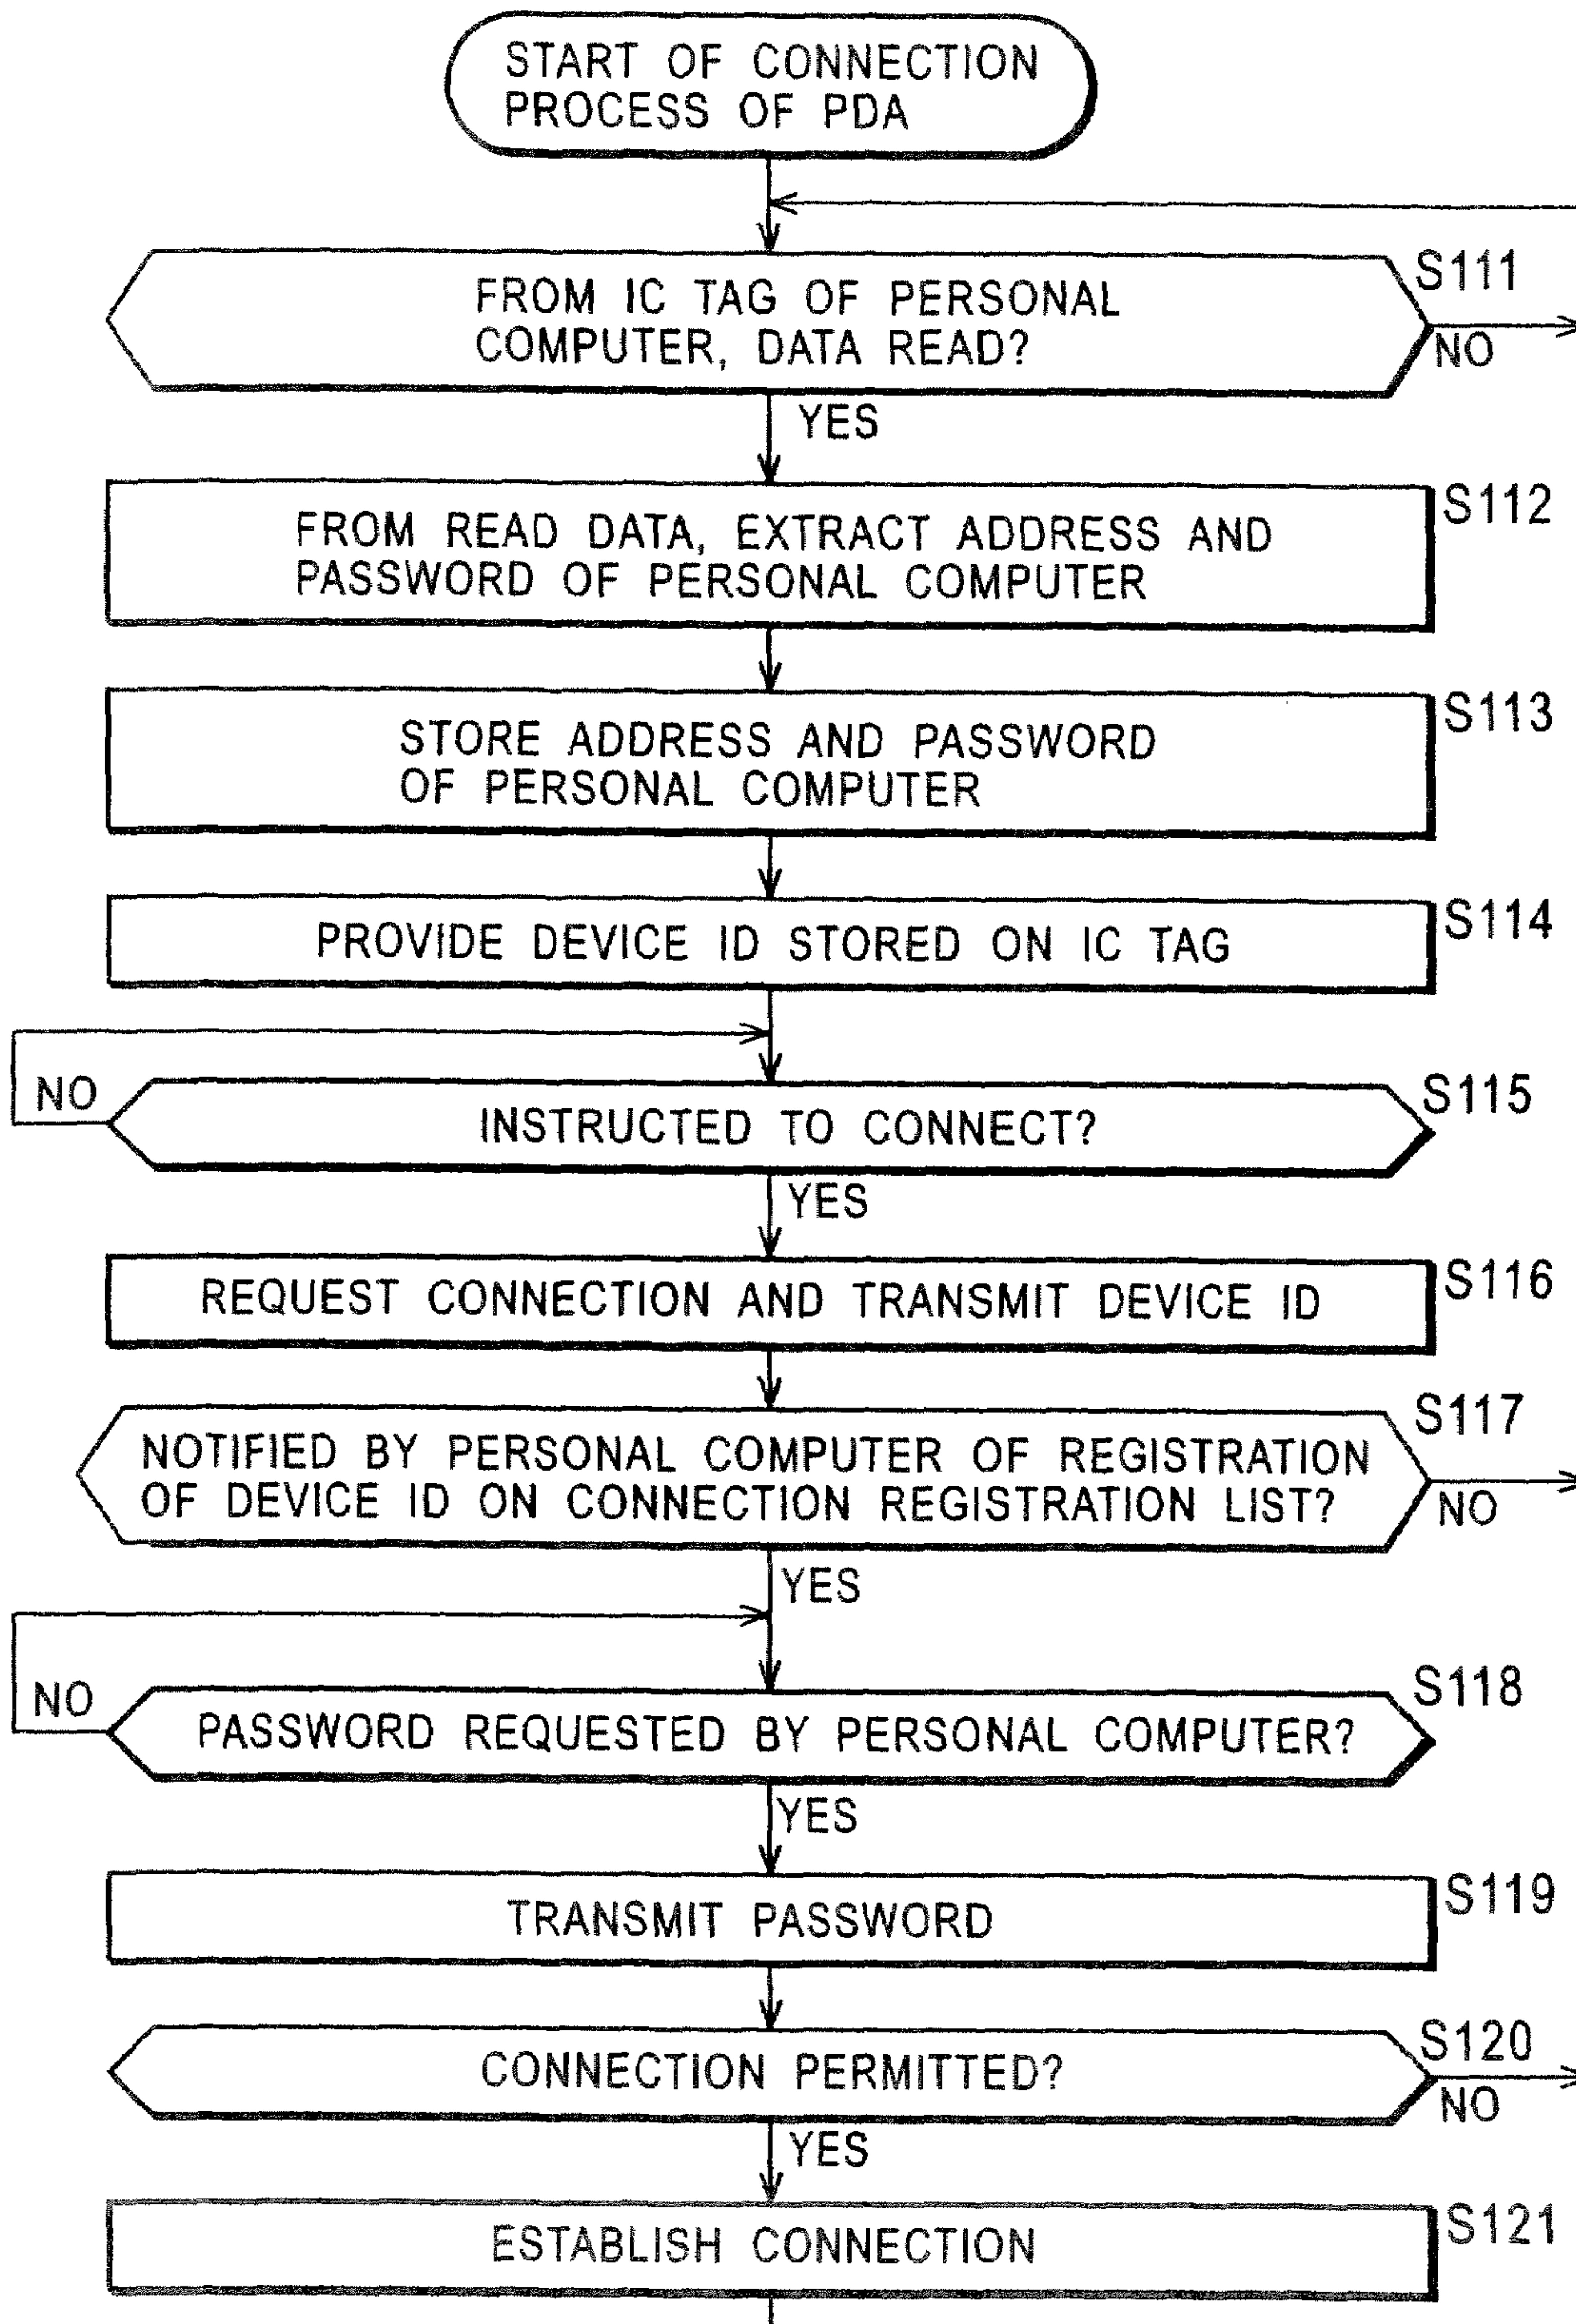 START OF CONNECTION
PROCESS OF PDA
S111
FROM IC TAG OF PERSONAL
COMPUTER, DATA READ?
NO
YES
S112
FROM READ DATA, EXTRACT ADDRESS AND
PASSWORD OF PERSONAL COMPUTER
S113
STORE ADDRESS AND PASSWORD
OF PERSONAL COMPUTER
S114
PROVIDE DEVICE ID STORED ON IC TAG
NO
INSTRUCTED TO CONNECT?
S115
YES
REQUEST CONNECTION AND TRANSMIT DEVICE ID
S116
S117
NOTIFIED BY PERSONAL COMPUTER OF REGISTRATION
OF DEVICE ID ON CONNECTION REGISTRATION LIST?
NO
YES
S118
NO
PASSWORD REQUESTED BY PERSONAL COMPUTER?
YES
S119
TRANSMIT PASSWORD
S120
CONNECTION PERMITTED?
NO
YES
S121
ESTABLISH CONNECTION